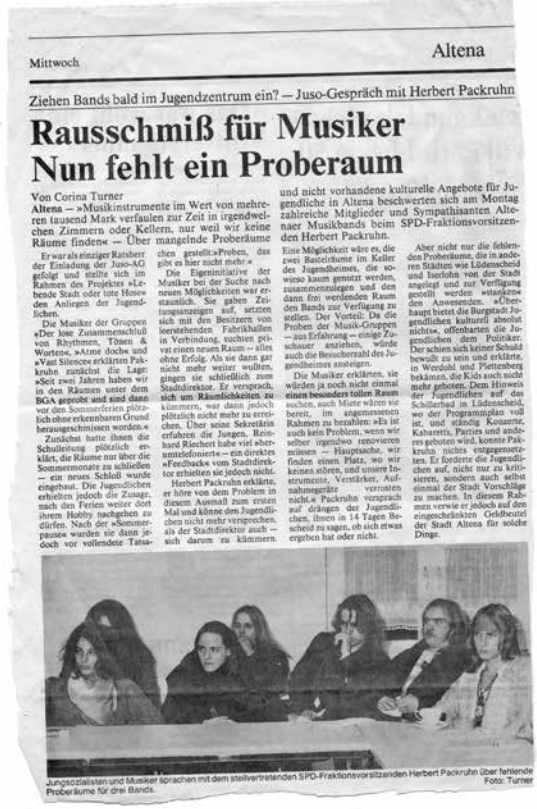 Mittwoch
Altena
Ziehen Bands bald im Jugendzentrum ein? — Juso-Gespräch mit Herbert Packruhn
Rausschmiß für Musiker
Nun fehlt ein Proberaum
Von Corina Turner
Altena — »Musikinstrumente im Wert von mehre-
ren tausend Mark verfaulen zur Zeit in irgendwel-
chen Zimmern oder Kellern, nur weil wir keine
Räume finden« — Über mangelnde Proberäume
und nicht vorhandene kulturelle Angebote für Ju-
gendliche in Altena beschwerten sich am Montag
zahlreiche Mitglieder und Sympathisanten Alte-
naer Musikbands beim SPD-Fraktionsvorsitzen-
den Herbert Packruhn.
Er war als einziger Ratsherr
der Einladung der Juso-AG
gefolgt und stellte sich im
Rahmen des Projektes »Le-
bende Stadt oder tote Hose«
den Anliegen der Jugend-
lichen.
Die Musiker der Gruppen
»Der lose Zusammenschluß
von Rhythmen, Tönen &
Worten«, »Arme doche« und
»Vast Silence« erklärten Pak-
kruhn zunächst die Lage:
»Seit zwei Jahren haben wir
in den Räumen unter dem
BGA geprobt und sind dann
vor den Sommerferien plötz-
lich ohne erkennbaren Grund
herausgeschmissen worden.«
Zunächst hatte ihnen die
Schulleitung plötzlich er-
klärt, die Räume nur über die
Sommermonate zu schließen
— ein neues Schloß wurde
eingebaut. Die Jugendlichen
erhielten jedoch die Zusage,
nach den Ferien weiter dort
ihrem Hobby nachgehen zu
dürfen. Nach der »Sommer-
pause« wurden sie dann je-
doch vor vollendete Tatsa-
chen gestellt: »Proben, das
gibt es hier nicht mehr.«
Die Eigeninitiative der
Musiker bei der Suche nach
neuen Möglichkeiten war er-
staunlich. Sie gaben Zei-
tungsanzeigen auf, setzten
sich mit den Besitzern von
leerstehenden Fabrikhallen
in Verbindung, suchten pri-
vat einen neuen Raum — alles
ohne Erfolg. Als sie dann gar
nicht mehr weiter wußten,
gingen sie schließlich zum
Stadtdirektor. Er versprach,
sich um Räumlichkeiten zu
kümmern, war dann jedoch
plötzlich nicht mehr zu errei-
chen. Über seine Sekretärin
erfuhren die Jungen, Rein-
hard Riechert habe viel »her-
umtelefoniert« — ein direktes
»Feedback« vom Stadtdirek-
tor erhielten sie jedoch nicht.
Herbert Packruhn erklärte,
er höre von dem Problem in
diesem Ausmaß zum ersten
Mal und könne den Jugendli-
chen nicht mehr versprechen,
als der Stadtdirektor auch —
sich darum zu kümmern.
Eine Möglichkeit wäre es, die
zwei Bastelräume im Keller
des Jugendheimes, die so-
wieso kaum genutzt werden,
zusammenzulegen und den
dann frei werdenden Raum
den Bands zur Verfügung zu
stellen. Der Vorteil: Da die
Proben der Musik-Gruppen
— aus Erfahrung — einige Zu-
schauer anziehen, würde
auch die Besucherzahl des Ju-
gendheimes ansteigen.
Die Musiker erklärten, sie
würden ja noch nicht einmal
einen besonders tollen Raum
suchen, auch Miete wären sie
bereit, im angemessenen
Rahmen zu bezahlen: »Es ist
auch kein Problem, wenn wir
selber irgendwo renovieren
müssen — Hauptsache, wir
finden einen Platz, wo wir
keinen stören, und unsere In-
strumente, Verstärker, Auf-
nahmegeräte verrosten
nicht.« Packruhn versprach
auf drängen der Jugendli-
chen, ihnen in 14 Tagen Be-
scheid zu sagen, ob sich etwas
ergeben hat oder nicht.
Aber nicht nur die fehlen-
den Proberäume, die in ande-
ren Städten wie Lüdenscheid
und Iserlohn von der Stadt
angelegt und zur Verfügung
gestellt werden »stanken«
den Anwesenden. »Über-
haupt bietet die Burgstadt Ju-
gendlichen kulturell absolut
nichts«, offenbarten die Ju-
gendlichen dem Politiker.
Der schien sich keiner Schuld
bewußt zu sein und erklärte,
in Werdohl und Plettenberg
bekämen, die Kids auch nicht
mehr geboten. Dem Hinweis
der Jugendlichen auf das
Schillerbad in Lüdenscheid,
wo der Programmplan voll
ist, und ständig Konzerte,
Kabaretts, Parties und ande-
res geboten wird, konnte Pak-
kruhn nichts entgegensetz-
ten. Er forderte die Jugendli-
chen auf, nicht nur zu kriti-
sieren, sondern auch selbst
einmal der Stadt Vorschläge
zu machen. In diesem Rah-
men verwie er jedoch auf den
eingeschränkten Geldbeutel
der Stadt Altena für solche
Dinge.
Jungsozialisten und Musiker sprachen mit dem stellvertretenden SPD-Fraktionsvorsitzenden Herbert Packruhn über fehlende
Proberäume für drei Bands.
Foto: Turner